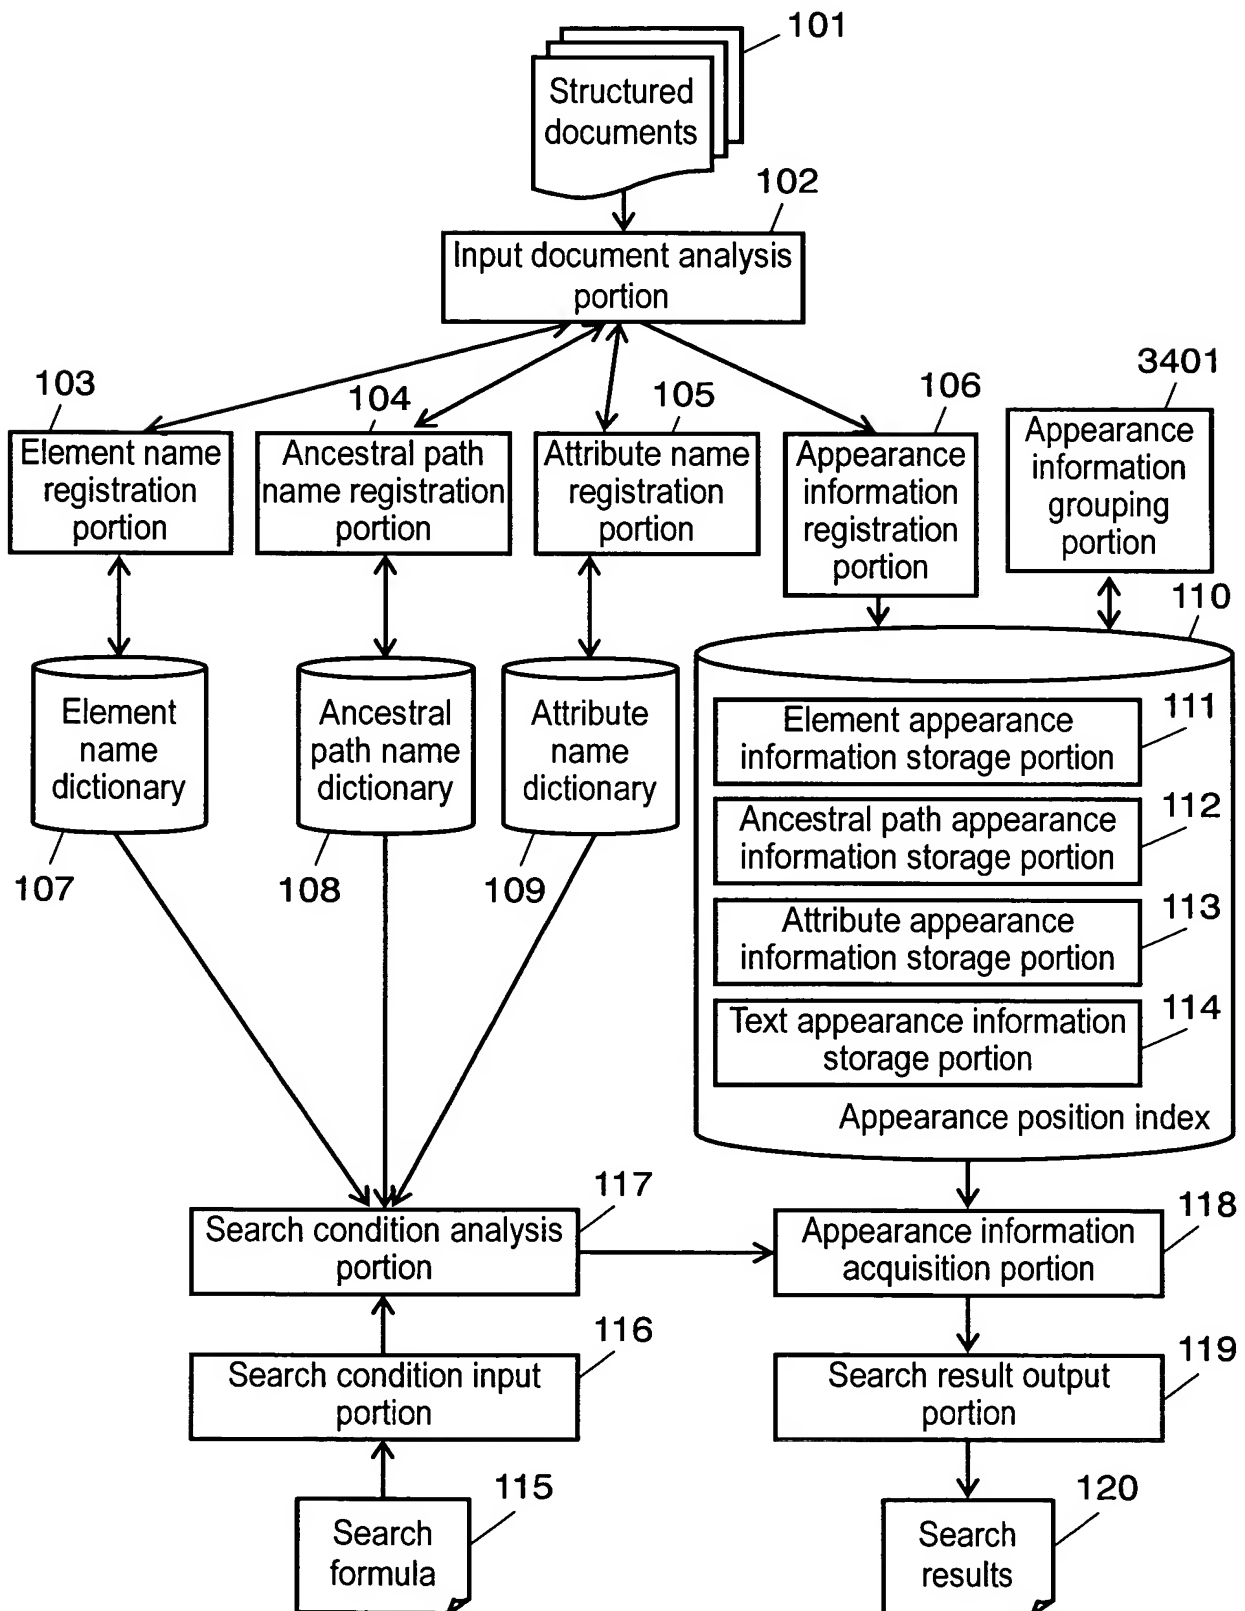 101
Structured
documents
102
Input document analysis
portion
103
104
105
106
3401
Element name
registration
portion
Ancestral path
name registration
portion
Attribute name
registration
portion
Appearance
information
registration
portion
Appearance
information
grouping
portion
110
Element
name
dictionary
Ancestral
path name
dictionary
Attribute
name
dictionary
107
108
109
Element appearance
information storage portion
111
Ancestral path appearance
information storage portion
112
Attribute appearance
information storage portion
113
Text appearance information
storage portion
114
Appearance position index
117
Search condition analysis
portion
118
Appearance information
acquisition portion
116
Search condition input
portion
119
Search result output
portion
115
Search
formula
120
Search
results